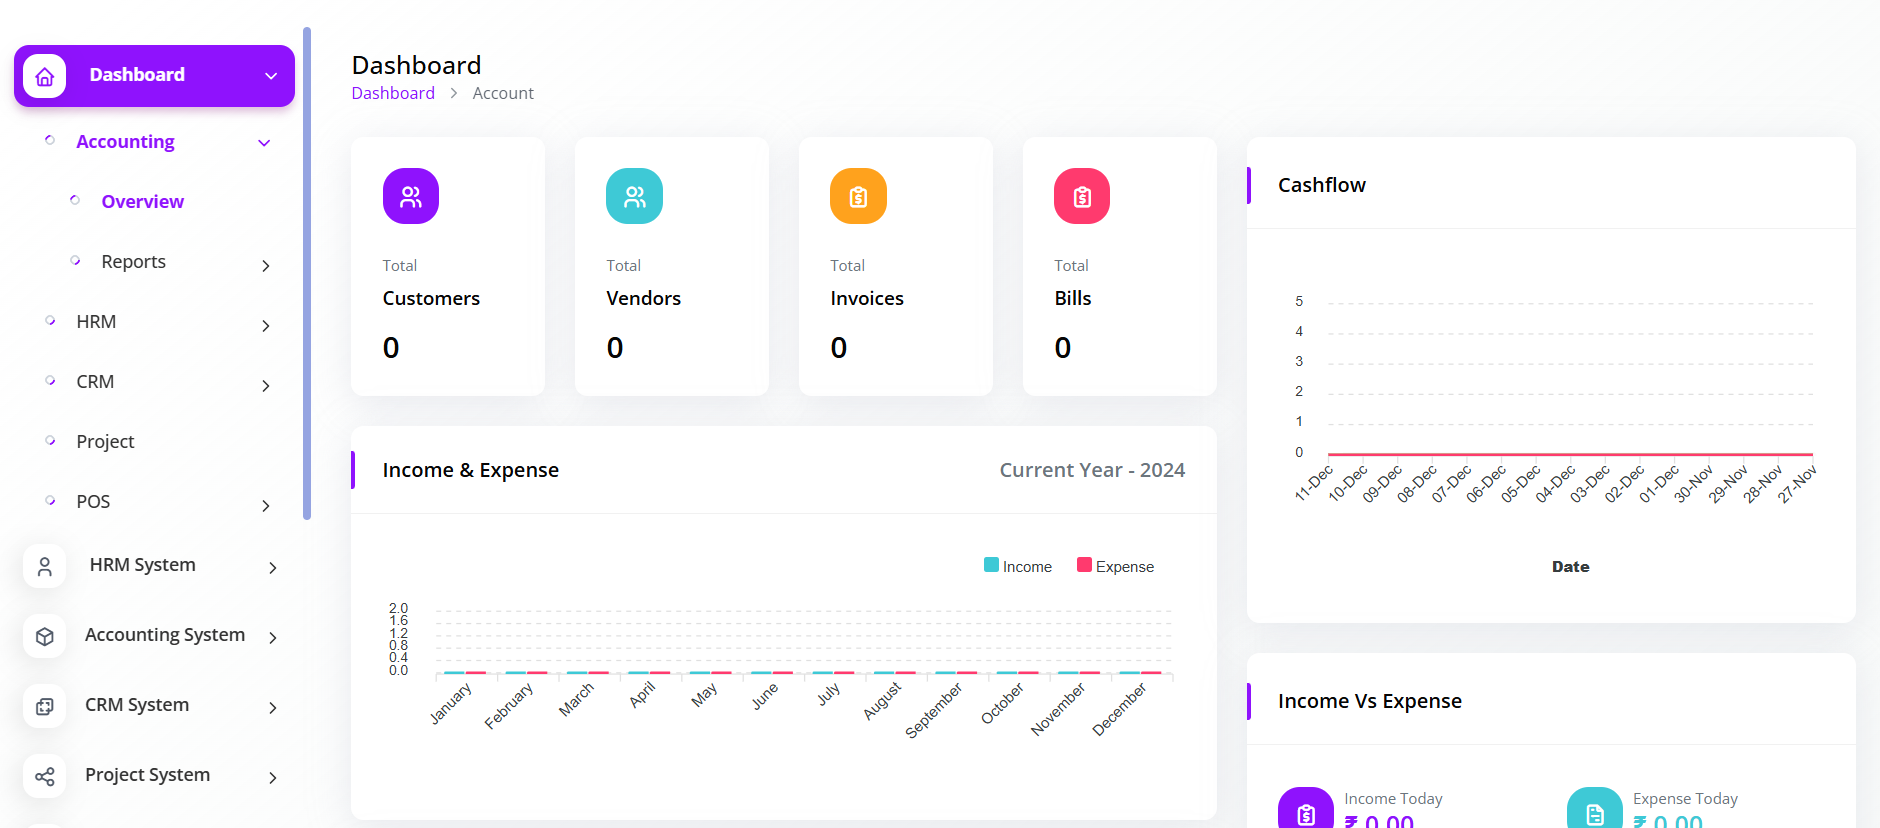 Dashboard
Accounting
Overview
Reports
HRM
CRM
Project
POS
HRM System
Accounting System
CRM System
Project System
Dashboard
Dashboard > Account
Total
Customers
0
Total
Vendors
0
Total
Invoices
0
Total
Bills
0
Income & Expense
Current Year - 2024
Income
Expense
2.0
1.6
1.2
0.8
0.4
0.0
January
February
March
April
May
June
July
August
September
October
November
December
Cashflow
5
4
3
2
1
0
11-Dec
10-Dec
09-Dec
08-Dec
07-Dec
06-Dec
05-Dec
04-Dec
03-Dec
02-Dec
01-Dec
30-Nov
29-Nov
28-Nov
27-Nov
Date
Income Vs Expense
Income Today
₹ 0.00
Expense Today
₹ 0.00